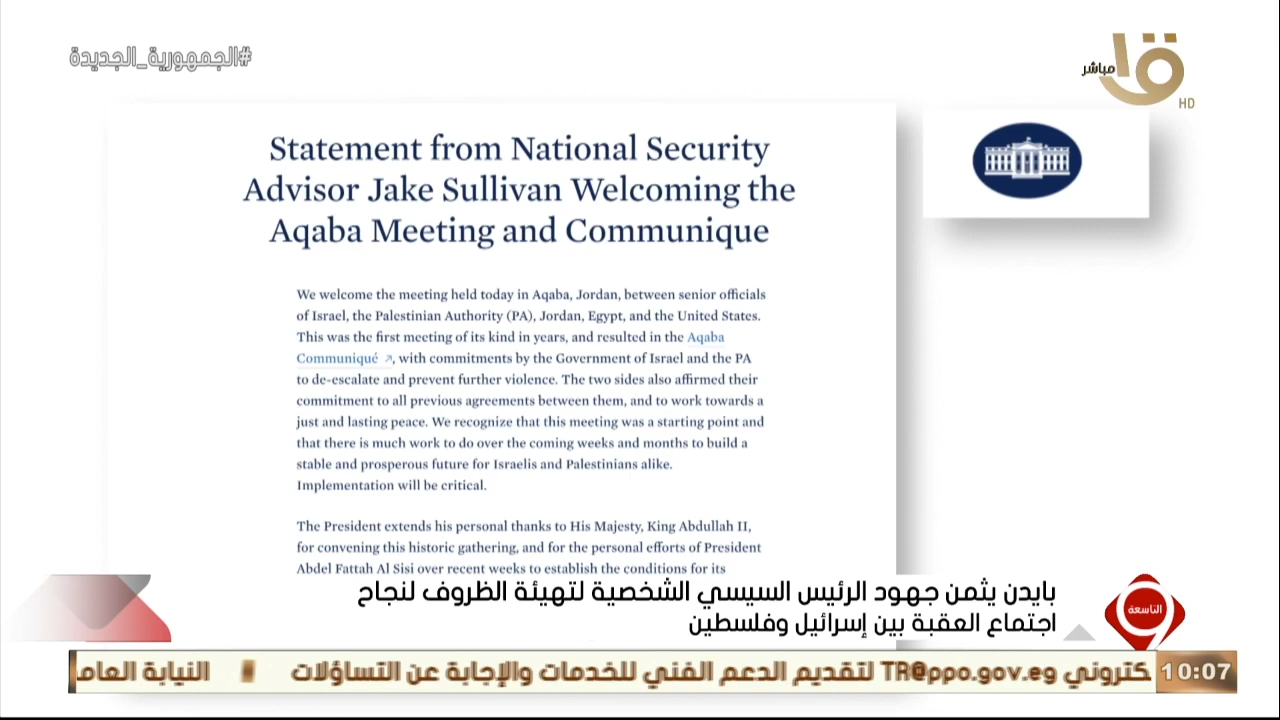 #الجمهورية_الجديدة
مباشر
HD
Statement from National Security
Advisor Jake Sullivan Welcoming the
Aqaba Meeting and Communique
We welcome the meeting held today in Aqaba, Jordan, between senior officials
of Israel, the Palestinian Authority (PA), Jordan, Egypt, and the United States.
This was the first meeting of its kind in years, and resulted in the Aqaba
Communiqué ↗, with commitments by the Government of Israel and the PA
to de-escalate and prevent further violence. The two sides also affirmed their
commitment to all previous agreements between them, and to work towards a
just and lasting peace. We recognize that this meeting was a starting point and
that there is much work to do over the coming weeks and months to build a
stable and prosperous future for Israelis and Palestinians alike.
Implementation will be critical.
The President extends his personal thanks to His Majesty, King Abdullah II,
for convening this historic gathering, and for the personal efforts of President
Abdel Fattah Al Sisi over recent weeks to establish the conditions for its
بايدن يثمن جهود الرئيس السيسي الشخصية لتهيئة الظروف لنجاح
اجتماع العقبة بين إسرائيل وفلسطين
التاسعة
كتروني TR@ppo.gov.eg لتقديم الدعم الفني للخدمات والإجابة عن التساؤلات النيابة العام
10:07